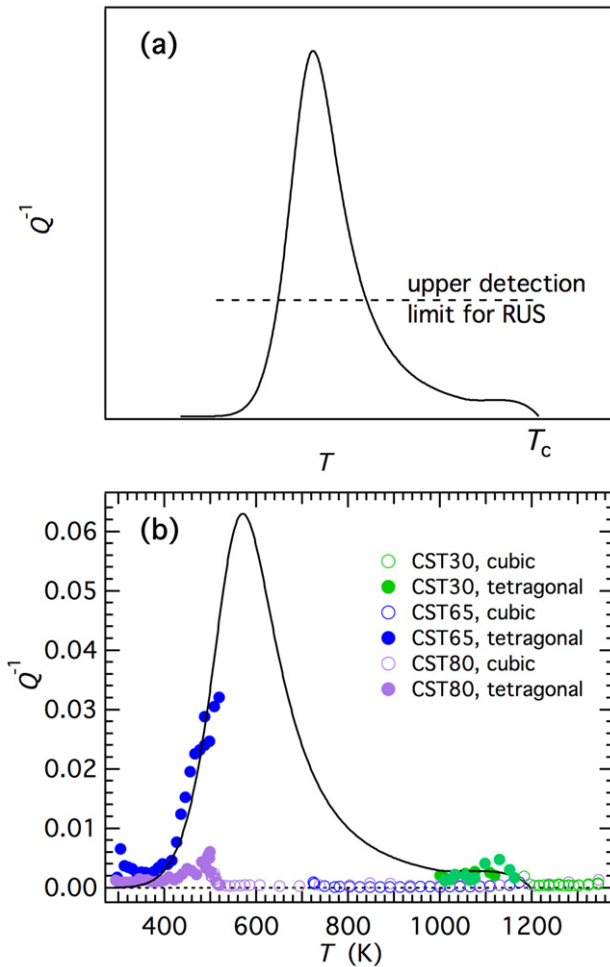 (a)
Q⁻¹
upper detection
limit for RUS
T
Tc
(b)
0.06
0.05
0.04
0.03
0.02
0.01
0.00
Q⁻¹
CST30, cubic
CST30, tetragonal
CST65, cubic
CST65, tetragonal
CST80, cubic
CST80, tetragonal
400 600 800 1000 1200
T (K)